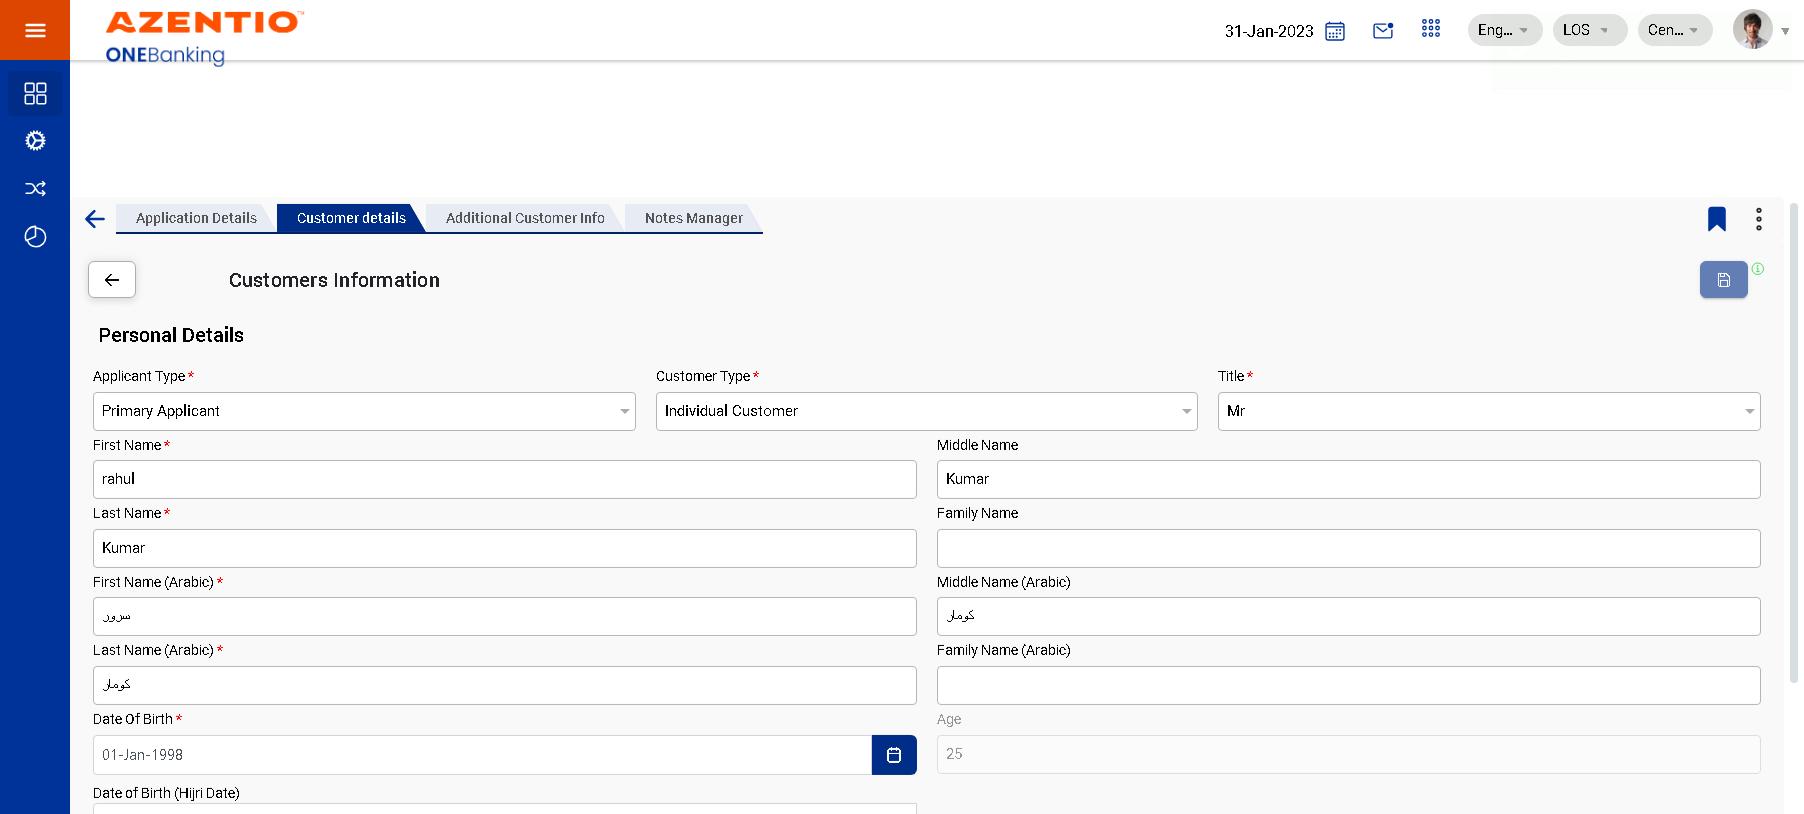 AZENTIO™
ONEBanking
31-Jan-2023
Eng...
LOS
Cen...
Application Details
Customer details
Additional Customer Info
Notes Manager
Customers Information
Personal Details
Applicant Type *
Customer Type *
Title *
Primary Applicant
Individual Customer
Mr
First Name *
Middle Name
rahul
Kumar
Last Name *
Family Name
Kumar
First Name (Arabic) *
Middle Name (Arabic)
سرور
كومار
Last Name (Arabic) *
Family Name (Arabic)
كومار
Date Of Birth *
Age
01-Jan-1998
25
Date of Birth (Hijri Date)